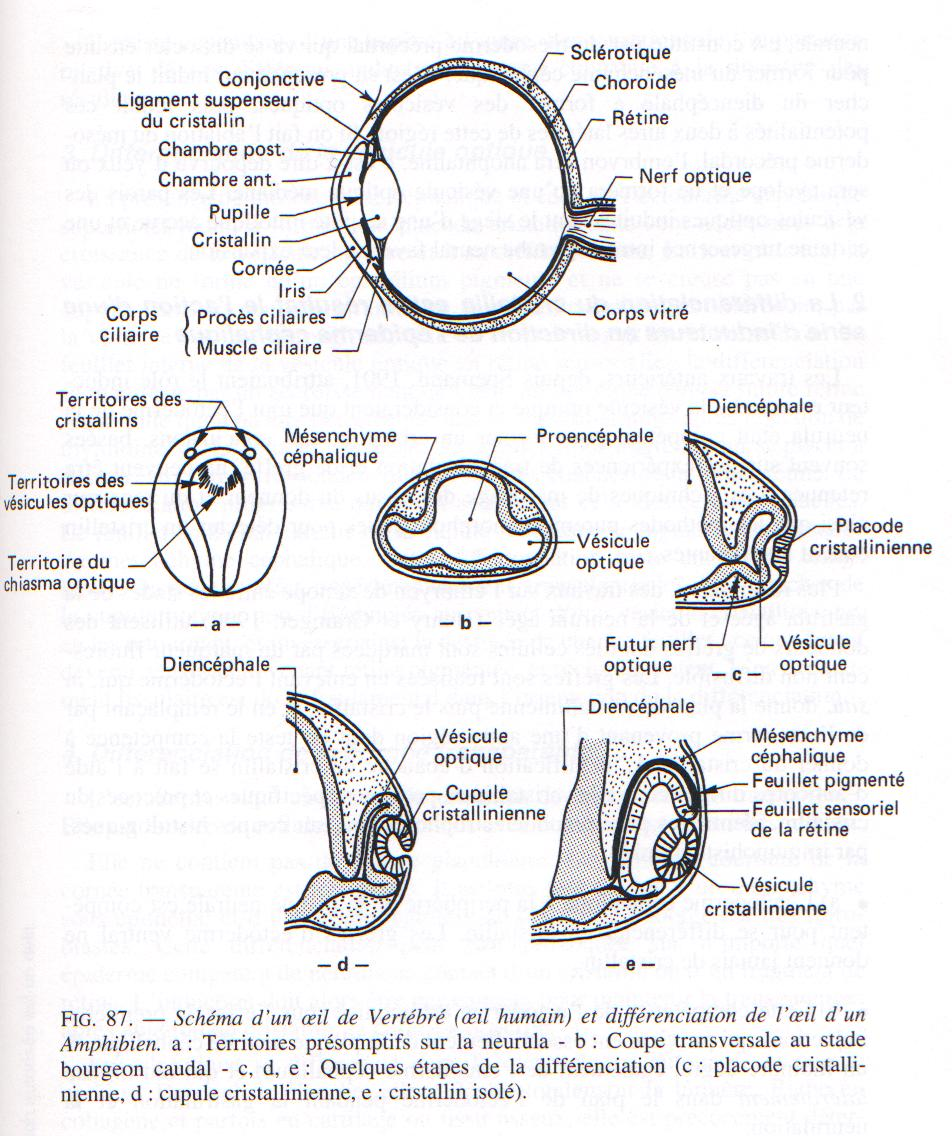 Sclérotique
Choroïde
Rétine
Nerf optique
Corps vitré
Conjonctive
Ligament suspenseur
du cristallin
Chambre post.
Chambre ant.
Pupille
Cristallin
Cornée
Iris
Corps
ciliaire
Procès ciliaires
Muscle ciliaire
Territoires des
cristallins
Territoires des
vésicules optiques
Territoire du
chiasma optique
— a —
Mésenchyme
céphalique
Proencéphale
Vésicule
optique
— b —
Diencéphale
Placode
cristallinienne
Futur nerf
optique
Vésicule
optique
— c —
Diencéphale
Vésicule
optique
Cupule
cristallinienne
— d —
Diencéphale
Mésenchyme
céphalique
Feuillet pigmenté
Feuillet sensoriel
de la rétine
Vésicule
cristallinienne
— e —
FIG. 87. — Schéma d'un œil de Vertébré (œil humain) et différenciation de l'œil d'un
Amphibien. a : Territoires présomptifs sur la neurula - b : Coupe transversale au stade
bourgeon caudal - c, d, e : Quelques étapes de la différenciation (c : placode cristalli-
nienne, d : cupule cristallinienne, e : cristallin isolé).